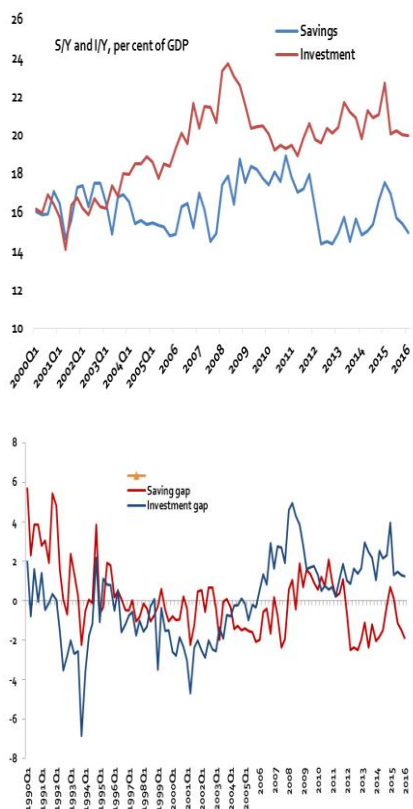 26
S/Y and I/Y, per cent of GDP
Savings
Investment
24
22
20
18
16
14
12
10
2000Q1
2001Q1
2002Q1
2003Q1
2004Q1
2005Q1
2006
2007
2008
2009
2010
2011
2012
2013
2014
2015
2016
8
6
Saving gap
Investment gap
4
2
0
-2
-4
-6
-8
1990Q1
1991Q1
1992Q1
1993Q1
1994Q1
1995Q1
1996Q1
1997Q1
1998Q1
1999Q1
2000Q1
2001Q1
2002Q1
2003Q1
2004Q1
2005Q1
2006
2007
2008
2009
2010
2011
2012
2013
2014
2015
2016